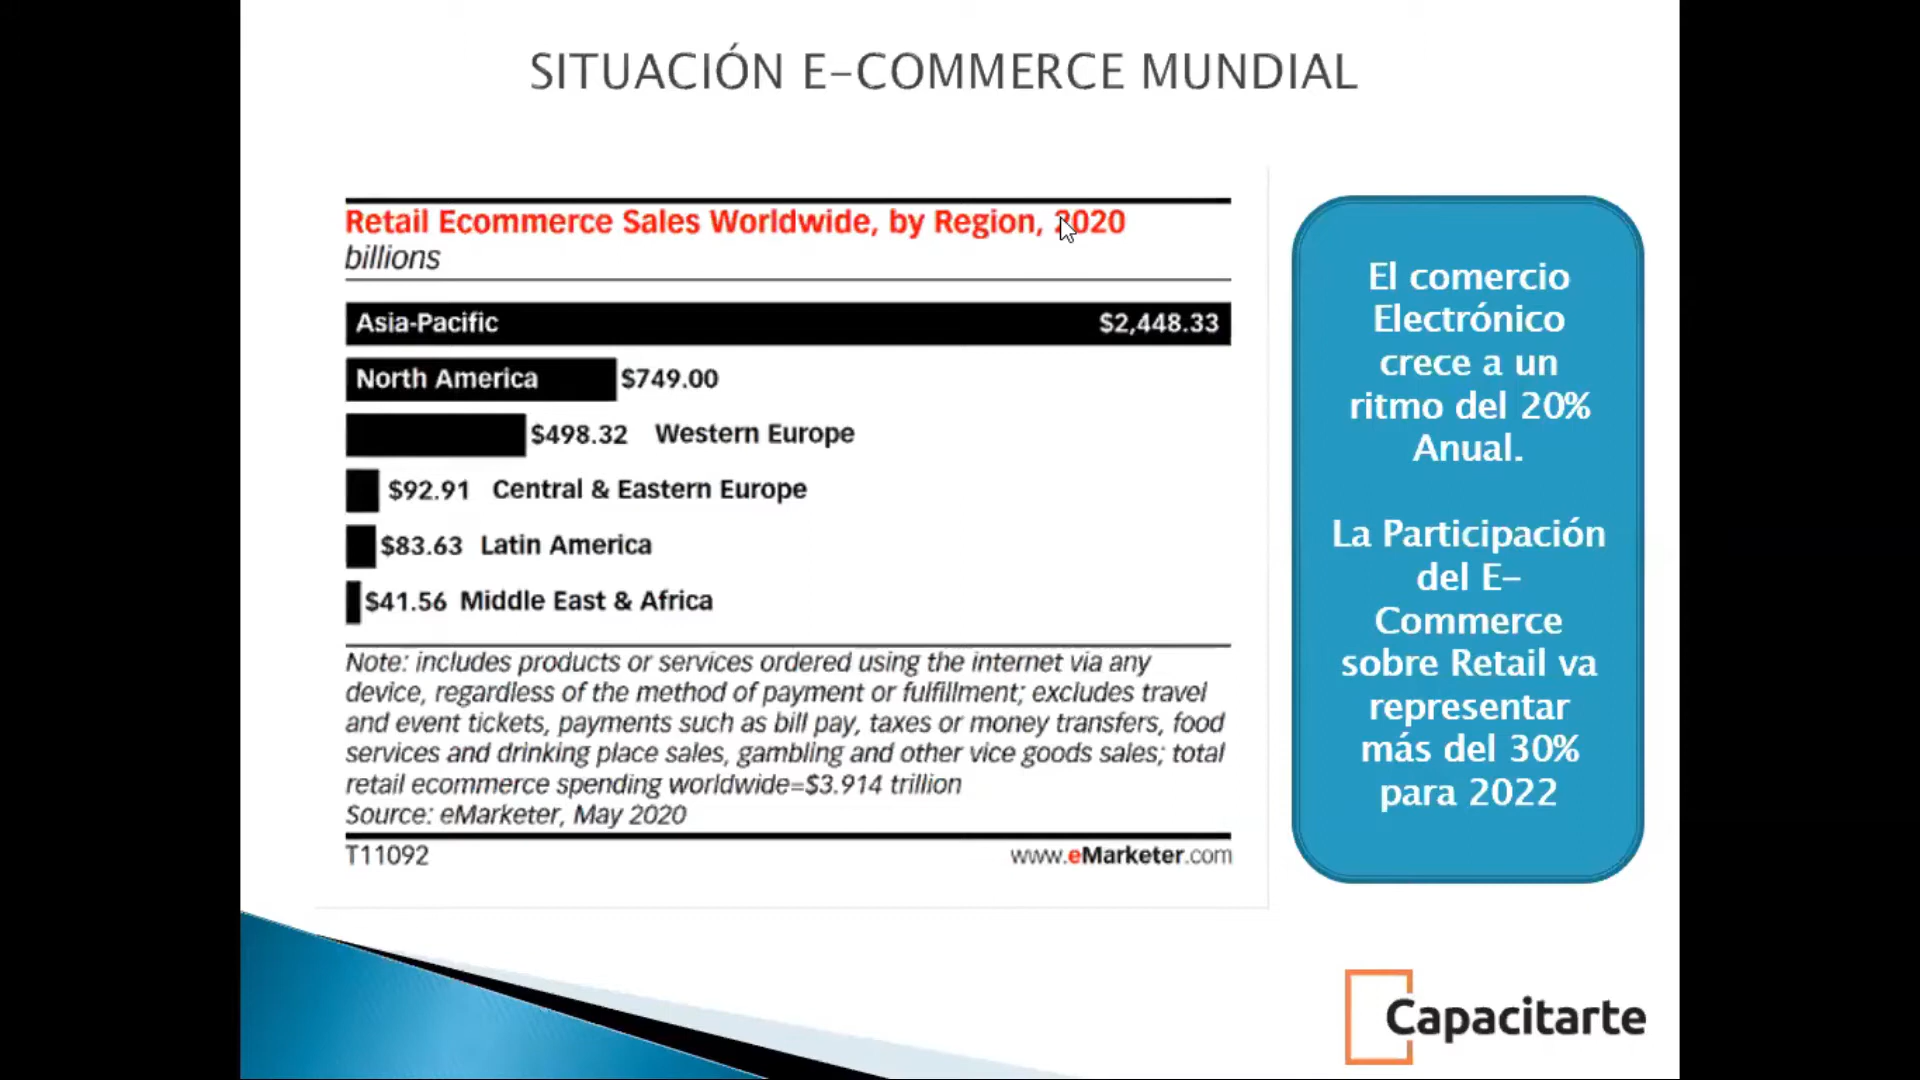 SITUACIÓN E-COMMERCE MUNDIAL
Retail Ecommerce Sales Worldwide, by Region, 2020
billions
Asia-Pacific $2,448.33
North America $749.00
$498.32 Western Europe
$92.91 Central & Eastern Europe
$83.63 Latin America
$41.56 Middle East & Africa
Note: includes products or services ordered using the internet via any
device, regardless of the method of payment or fulfillment; excludes travel
and event tickets, payments such as bill pay, taxes or money transfers, food
services and drinking place sales, gambling and other vice goods sales; total
retail ecommerce spending worldwide=$3.914 trillion
Source: eMarketer, May 2020
T11092 www.eMarketer.com
El comercio
Electrónico
crece a un
ritmo del 20%
Anual.
La Participación
del E-
Commerce
sobre Retail va
representar
más del 30%
para 2022
Capacitarte